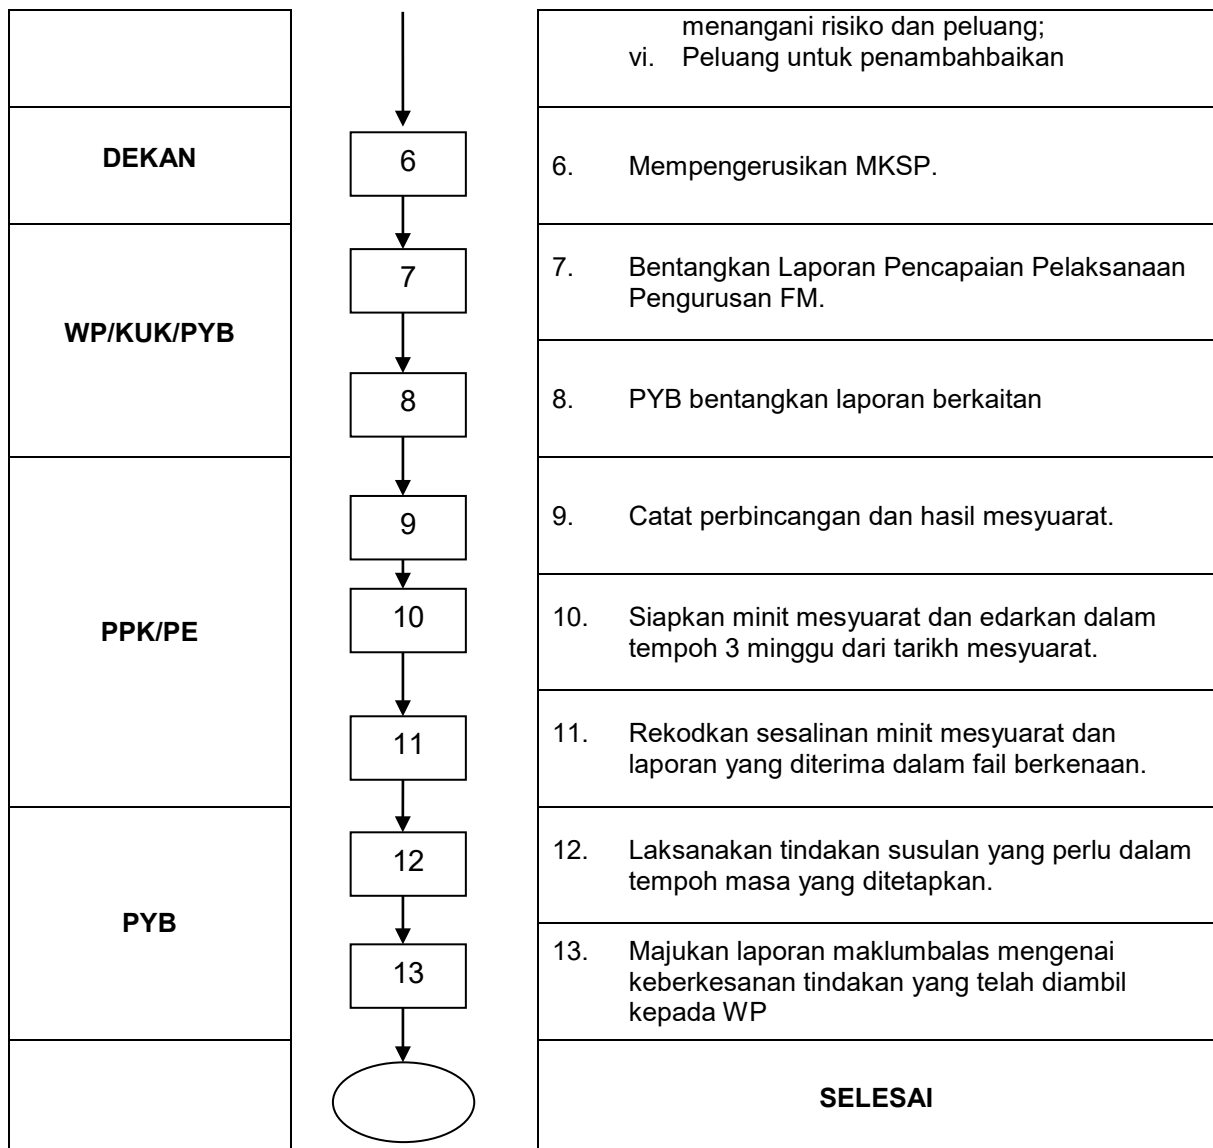 menangani risiko dan peluang;
vi. Peluang untuk penambahbaikan
DEKAN
6
6. Mempengerusikan MKSP.
WP/KUK/PYB
7
7. Bentangkan Laporan Pencapaian Pelaksanaan
Pengurusan FM.
8
8. PYB bentangkan laporan berkaitan
PPK/PE
9
9. Catat perbincangan dan hasil mesyuarat.
10
10. Siapkan minit mesyuarat dan edarkan dalam
tempoh 3 minggu dari tarikh mesyuarat.
11
11. Rekodkan sesalinan minit mesyuarat dan
laporan yang diterima dalam fail berkenaan.
PYB
12
12. Laksanakan tindakan susulan yang perlu dalam
tempoh masa yang ditetapkan.
13
13. Majukan laporan maklumbalas mengenai
keberkesanan tindakan yang telah diambil
kepada WP
SELESAI